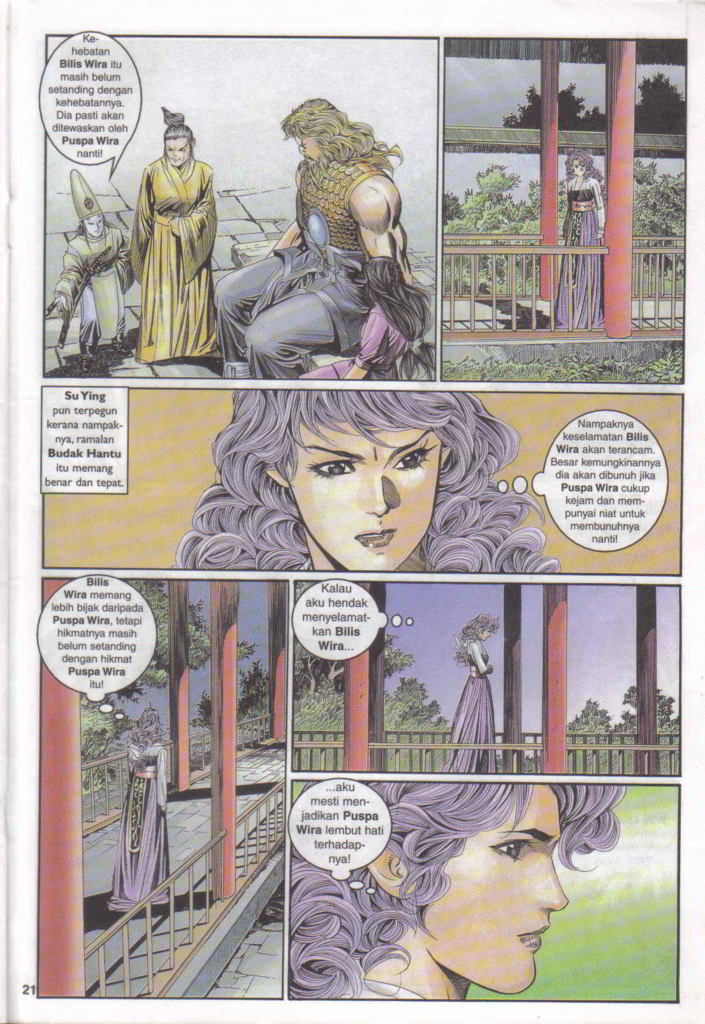 Ke-
hebatan
Bilis Wira itu
masih belum
setanding dengan
kehebatannya.
Dia pasti akan
ditewaskan oleh
Puspa Wira
nanti!
Su Ying
pun terpegun
kerana nampak-
nya, ramalan
Budak Hantu
itu memang
benar dan tepat.
Nampaknya
keselamatan Bilis
Wira akan terancam.
Besar kemungkinannya
dia akan dibunuh jika
Puspa Wira cukup
kejam dan mem-
punyai niat untuk
membunuhnya
nanti!
Bilis
Wira memang
lebih bijak daripada
Puspa Wira, tetapi
hikmatnya masih
belum setanding
dengan hikmat
Puspa Wira
itu!
Kalau
aku hendak
menyelamat-
kan Bilis
Wira...
...aku
mesti men-
jadikan Puspa
Wira lembut hati
terhadap-
nya!
21